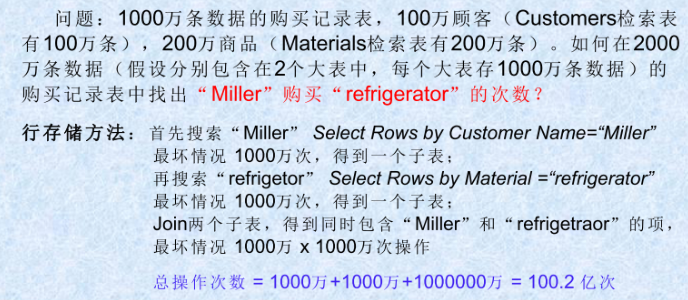 问题：1000万条数据的购买记录表，100万顾客（Customers检索表
有100万条），200万商品（Materials检索表有200万条）。如何在2000
万条数据（假设分别包含在2个大表中，每个大表存1000万条数据）的
购买记录表中找出“Miller”购买“refrigerator”的次数？
行存储方法：首先搜索“Miller” Select Rows by Customer Name=“Miller”
最坏情况 1000万次，得到一个子表；
再搜索“refrigetor” Select Rows by Material =“refrigerator”
最坏情况 1000万次，得到一个子表；
Join两个子表，得到同时包含“Miller”和“refrigetraor”的项，
最坏情况 1000万 x 1000万次操作
总操作次数 = 1000万+1000万+1000000万 = 100.2 亿次